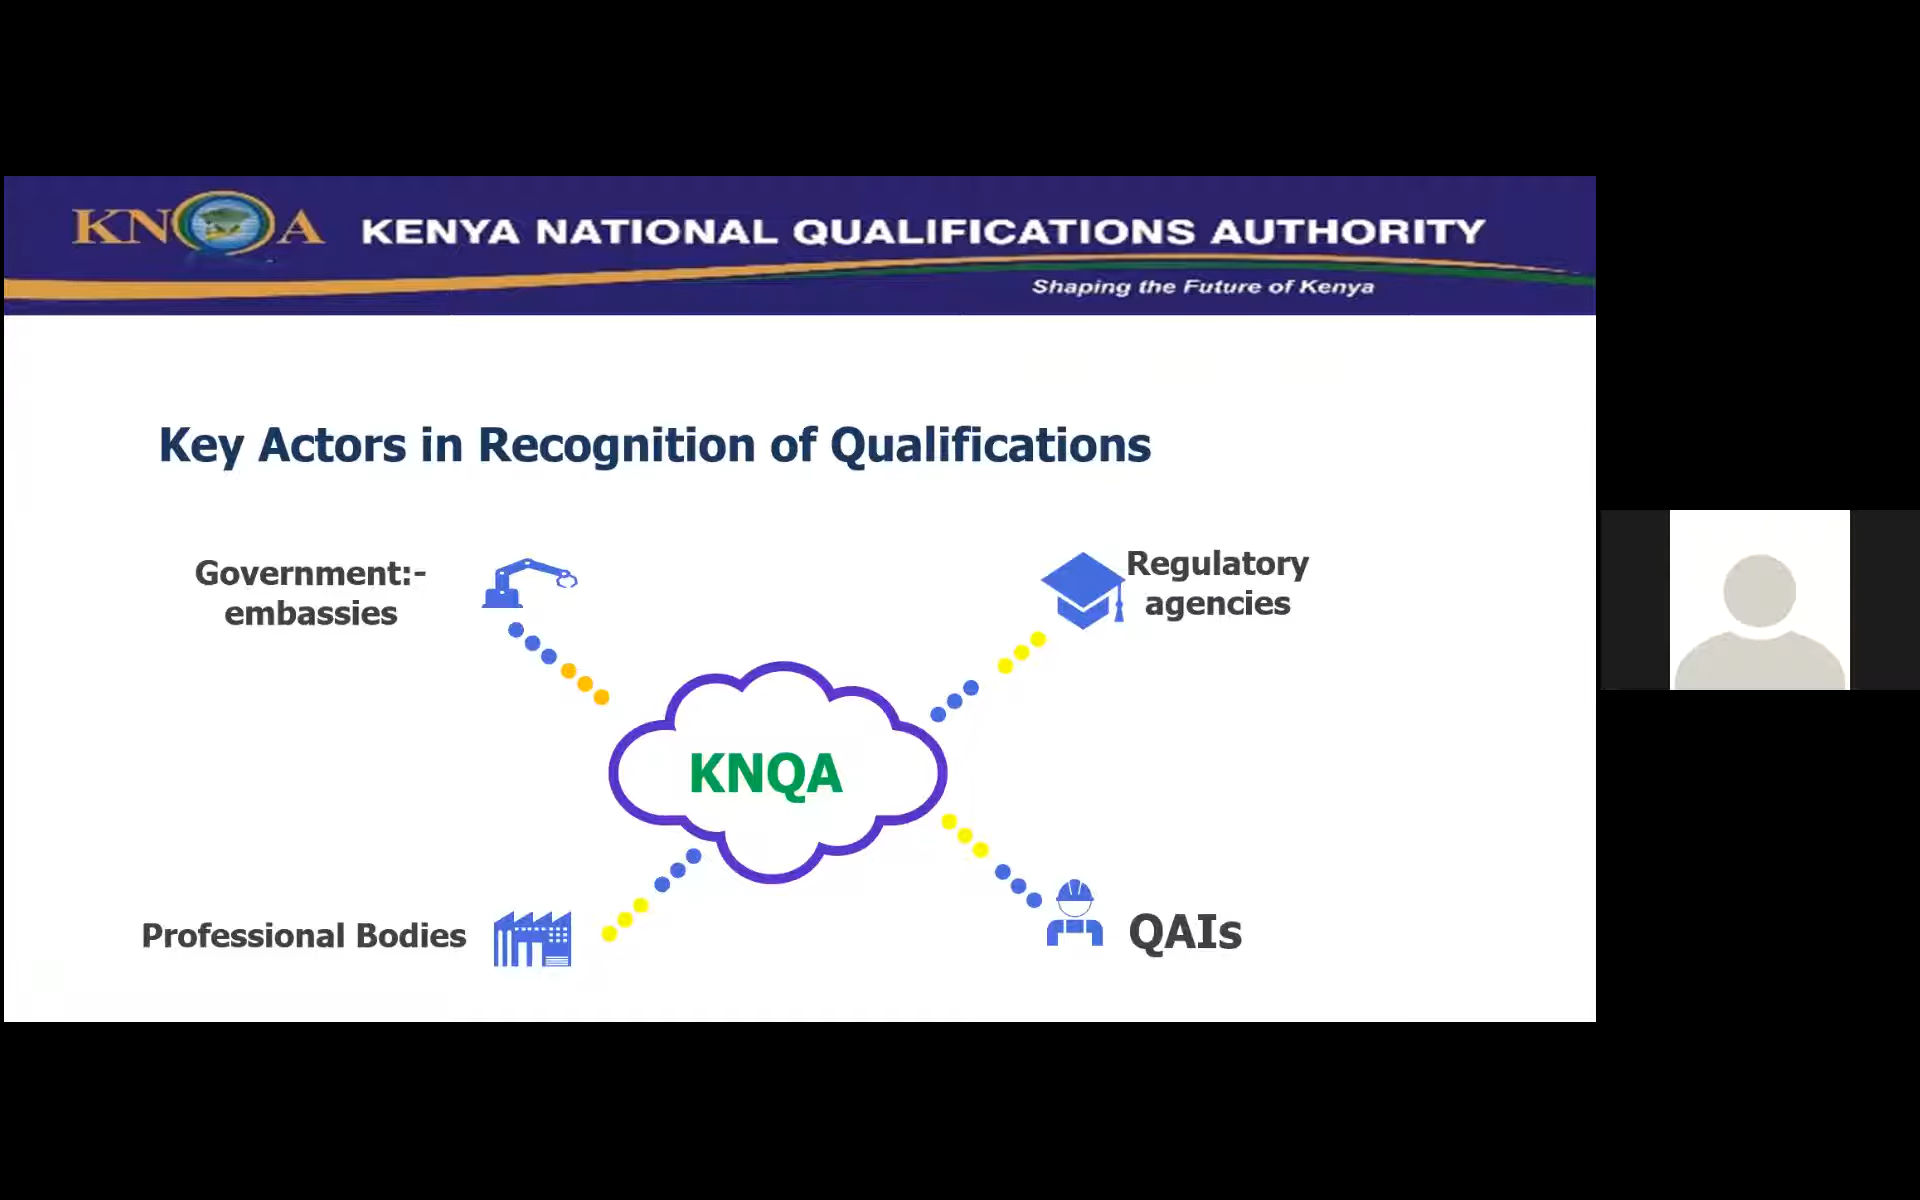 KNQA
KENYA NATIONAL QUALIFICATIONS AUTHORITY
Shaping the Future of Kenya
Key Actors in Recognition of Qualifications
Government:-
embassies
Regulatory
agencies
KNQA
Professional Bodies
QAIs